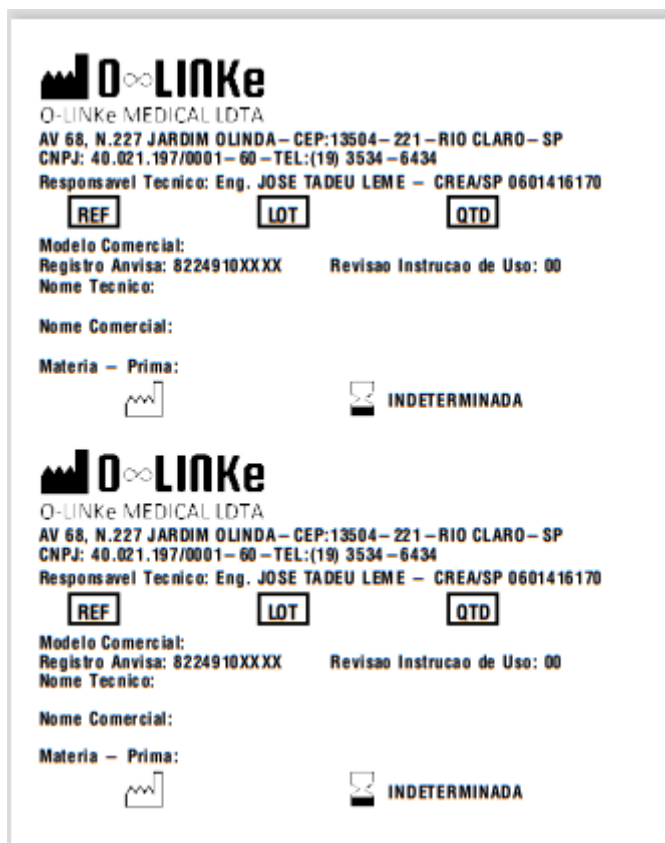 O∞LINKe
O-LINKe MEDICAL LDTA
AV 68, N.227 JARDIM OLINDA – CEP:13504 – 221 – RIO CLARO – SP
CNPJ: 40.021.197/0001 – 60 – TEL:(19) 3534 – 6434
Responsavel Tecnico: Eng. JOSE TADEU LEME – CREA/SP 0601416170
REF LOT QTD
Modelo Comercial:
Registro Anvisa: 8224910XXXX Revisao Instrucao de Uso: 00
Nome Tecnico:
Nome Comercial:
Materia – Prima:
INDETERMINADA
O∞LINKe
O-LINKe MEDICAL LDTA
AV 68, N.227 JARDIM OLINDA – CEP:13504 – 221 – RIO CLARO – SP
CNPJ: 40.021.197/0001 – 60 – TEL:(19) 3534 – 6434
Responsavel Tecnico: Eng. JOSE TADEU LEME – CREA/SP 0601416170
REF LOT QTD
Modelo Comercial:
Registro Anvisa: 8224910XXXX Revisao Instrucao de Uso: 00
Nome Tecnico:
Nome Comercial:
Materia – Prima:
INDETERMINADA